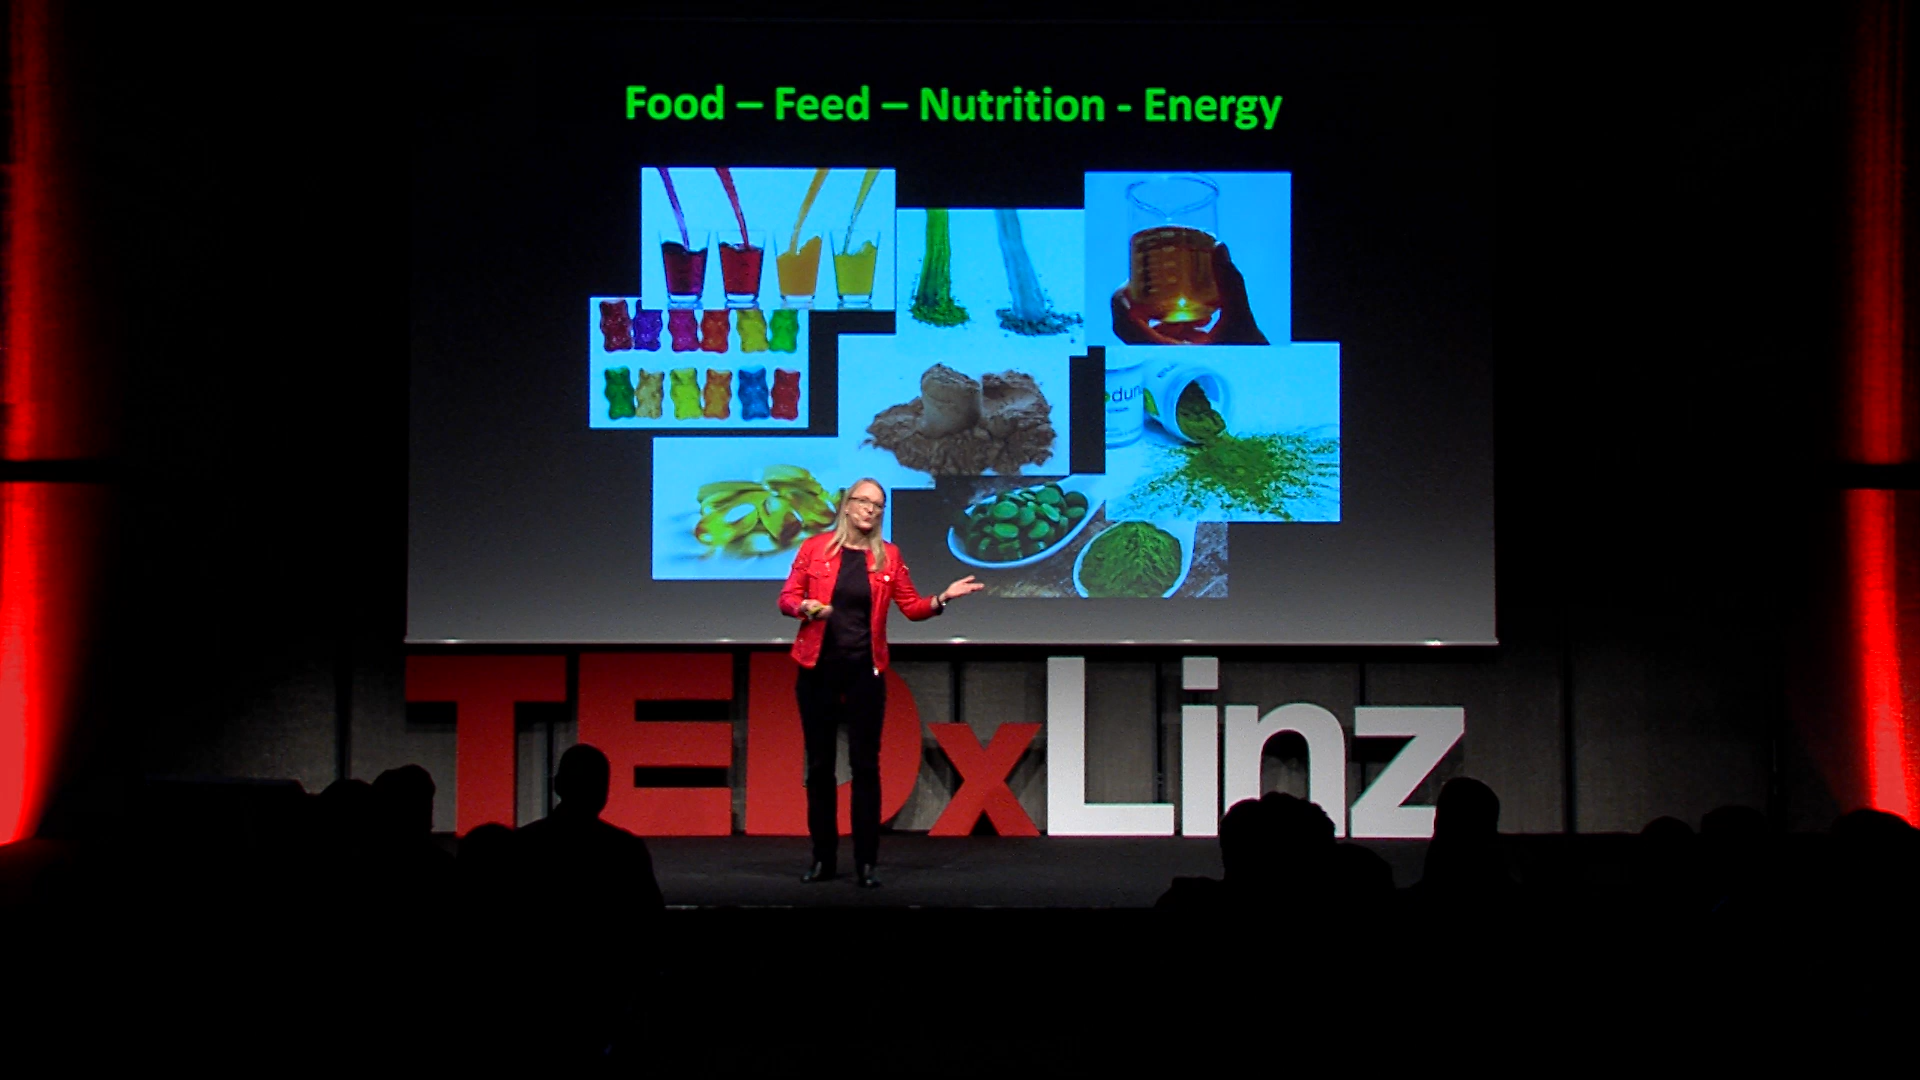 Food – Feed – Nutrition - Energy
TEDxLinz